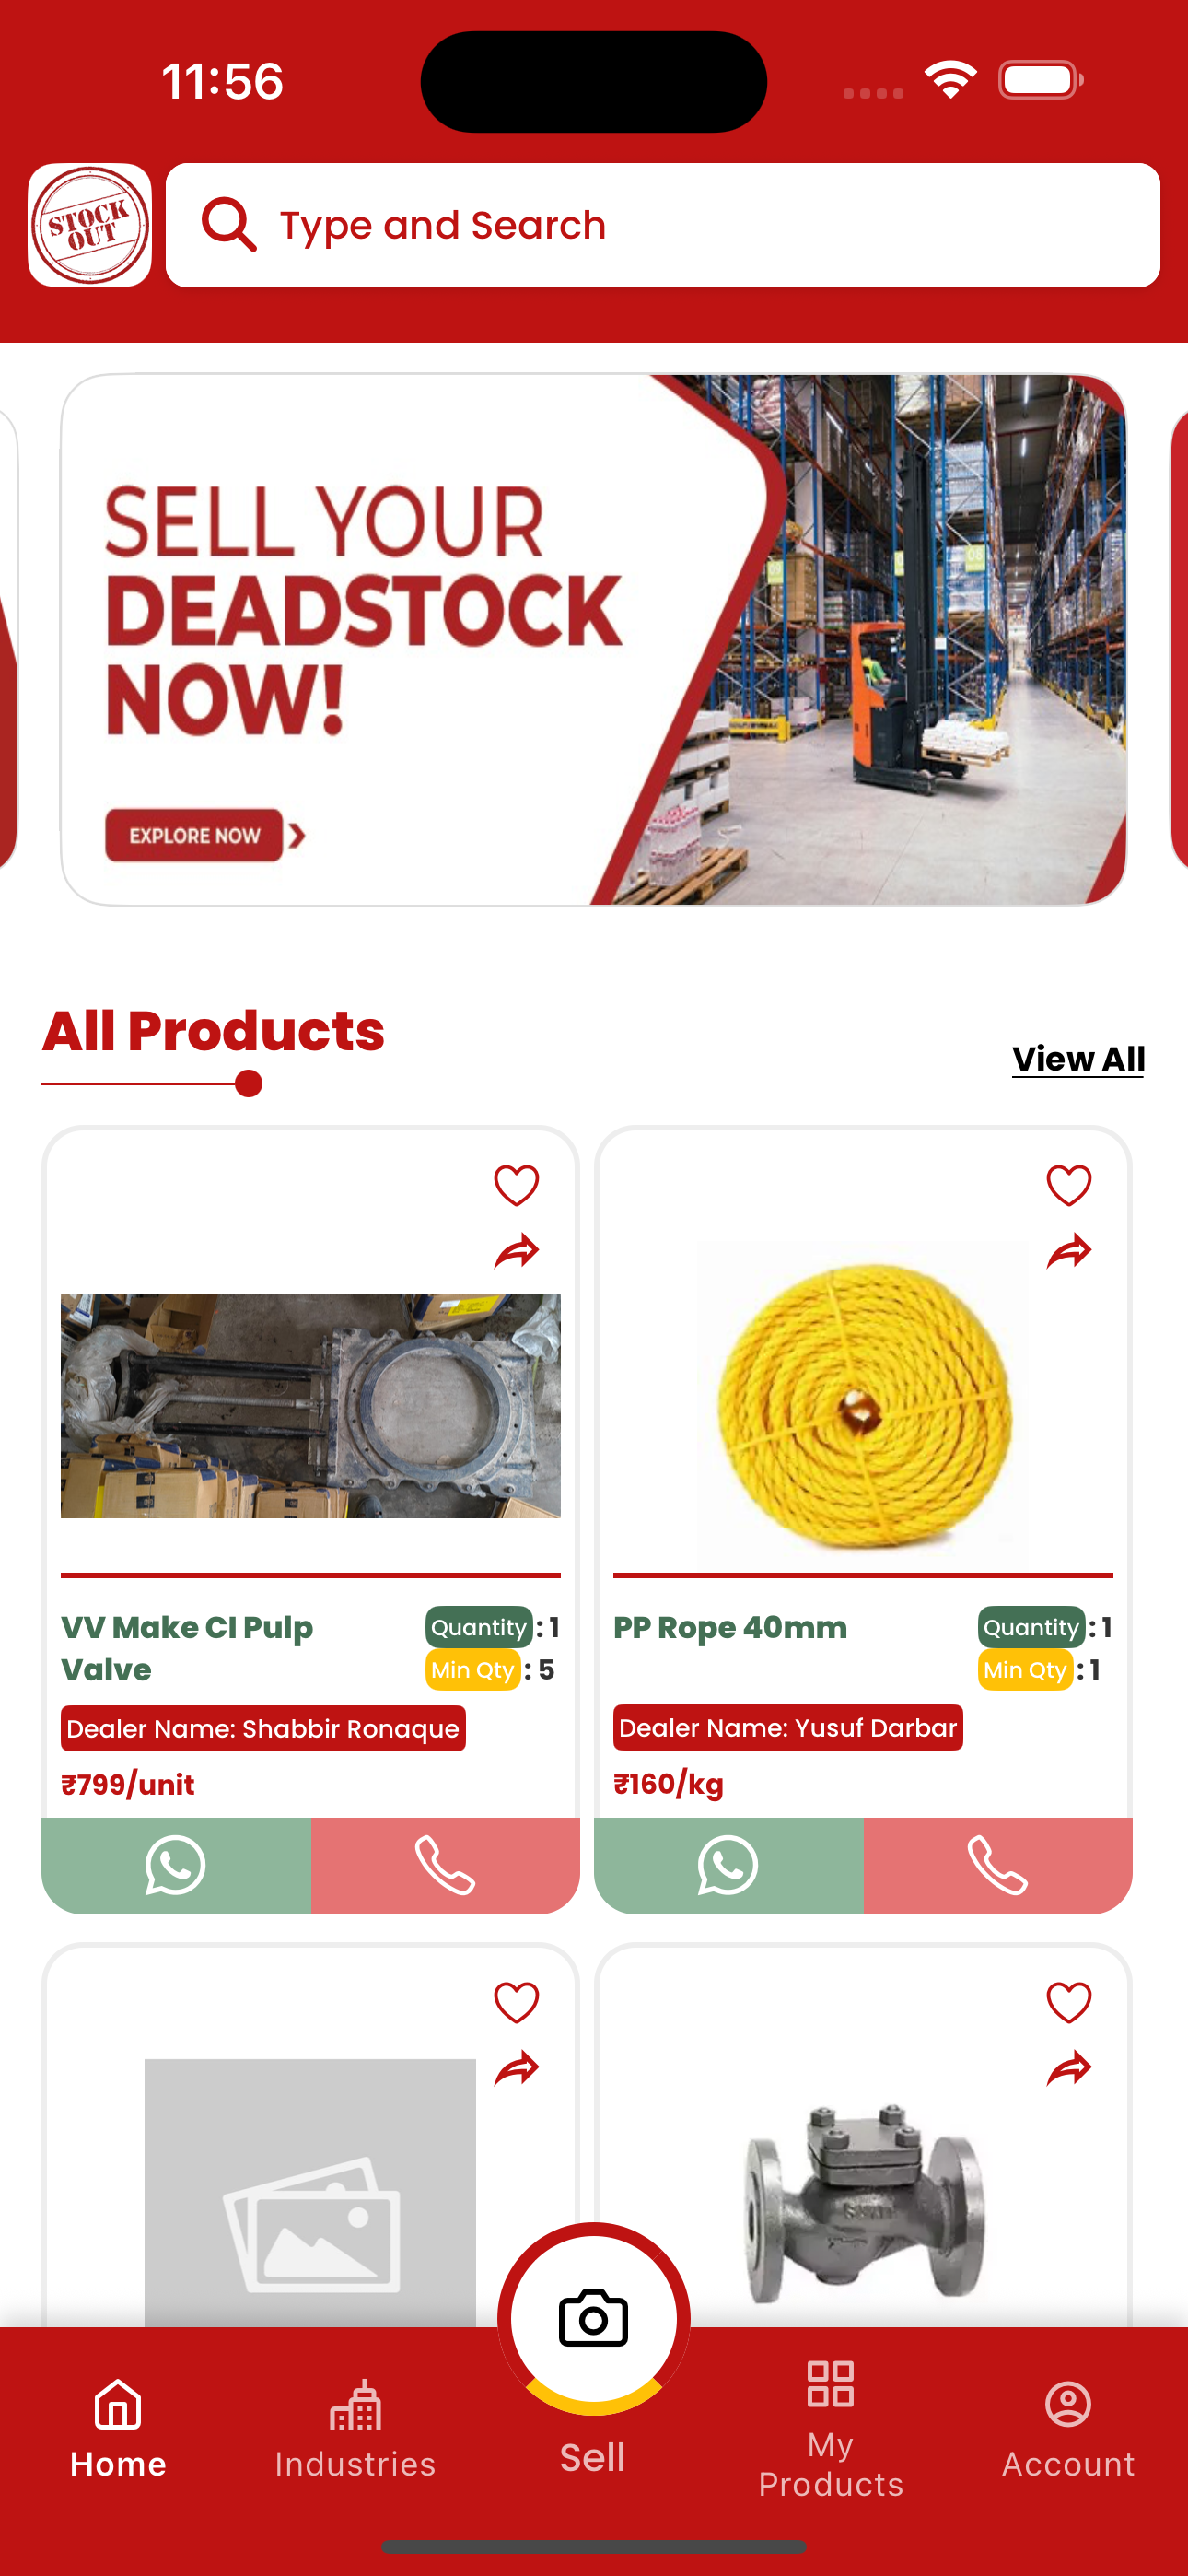 11:56
STOCK
OUT
Type and Search
SELL YOUR
DEADSTOCK
NOW!
EXPLORE NOW
All Products
View All
VV Make CI Pulp
Valve
Quantity : 1
Min Qty : 5
Dealer Name: Shabbir Ronaque
₹799/unit
PP Rope 40mm
Quantity : 1
Min Qty : 1
Dealer Name: Yusuf Darbar
₹160/kg
Home
Industries
Sell
My
Products
Account